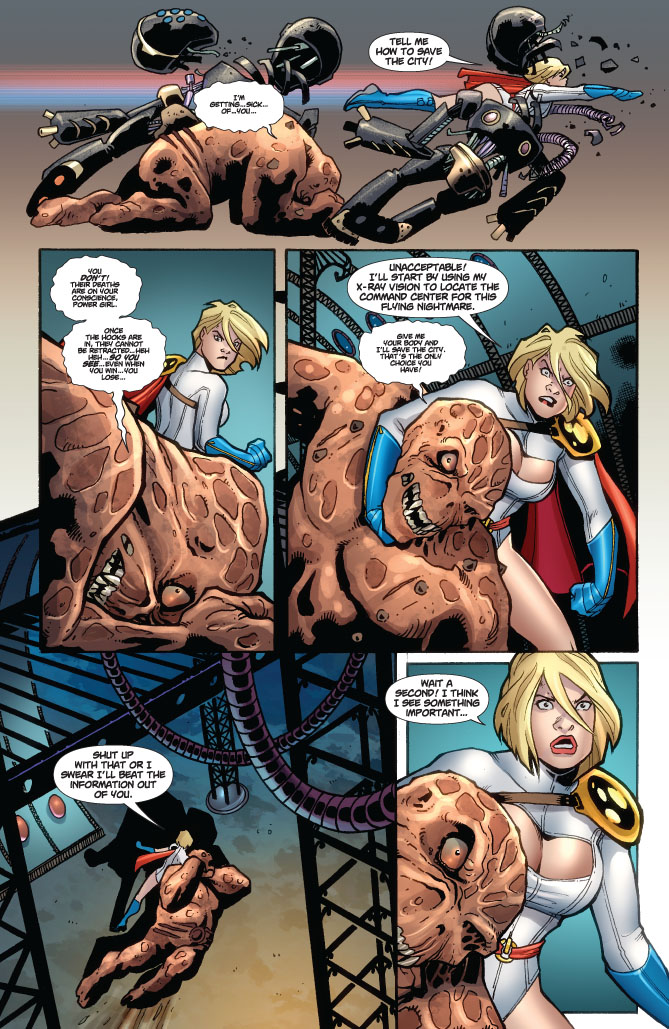 I'M
GETTING...SICK...
OF...YOU...
TELL ME
HOW TO SAVE
THE CITY!
YOU
DON'T!
THEIR DEATHS
ARE ON YOUR
CONSCIENCE,
POWER GIRL.
ONCE
THE HOOKS ARE
IN, THEY CANNOT
BE RETRACTED...HEH
HEH...SO YOU
SEE...EVEN WHEN
YOU WIN...YOU
LOSE...
UNACCEPTABLE!
I'LL START BY USING MY
X-RAY VISION TO LOCATE THE
COMMAND CENTER FOR THIS
FLYING NIGHTMARE.
GIVE ME
YOUR BODY AND
I'LL SAVE THE CITY.
THAT'S THE ONLY
CHOICE YOU
HAVE!
SHUT UP
WITH THAT OR I
SWEAR I'LL BEAT THE
INFORMATION OUT
OF YOU.
WAIT A
SECOND! I THINK
I SEE SOMETHING
IMPORTANT...